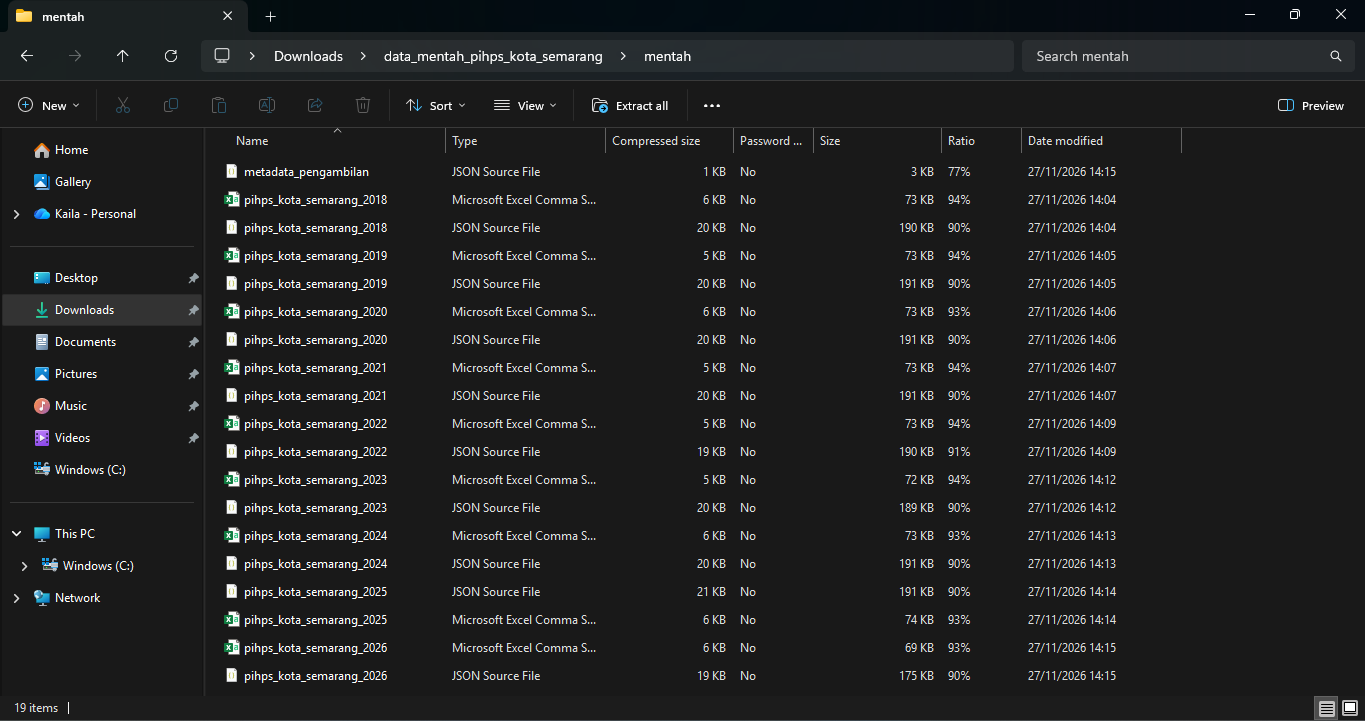 mentah
Downloads > data_mentah_pihps_kota_semarang > mentah
Search mentah
New
Sort
View
Extract all
Preview
Home
Gallery
Kaila - Personal
Desktop
Downloads
Documents
Pictures
Music
Videos
Windows (C:)
This PC
Windows (C:)
Network
Name Type Compressed size Password ... Size Ratio Date modified
metadata_pengambilan JSON Source File 1 KB No 3 KB 77% 27/11/2026 14:15
pihps_kota_semarang_2018 Microsoft Excel Comma S... 6 KB No 73 KB 94% 27/11/2026 14:04
pihps_kota_semarang_2018 JSON Source File 20 KB No 190 KB 90% 27/11/2026 14:04
pihps_kota_semarang_2019 Microsoft Excel Comma S... 5 KB No 73 KB 94% 27/11/2026 14:05
pihps_kota_semarang_2019 JSON Source File 20 KB No 191 KB 90% 27/11/2026 14:05
pihps_kota_semarang_2020 Microsoft Excel Comma S... 6 KB No 73 KB 93% 27/11/2026 14:06
pihps_kota_semarang_2020 JSON Source File 20 KB No 191 KB 90% 27/11/2026 14:06
pihps_kota_semarang_2021 Microsoft Excel Comma S... 5 KB No 73 KB 94% 27/11/2026 14:07
pihps_kota_semarang_2021 JSON Source File 20 KB No 191 KB 90% 27/11/2026 14:07
pihps_kota_semarang_2022 Microsoft Excel Comma S... 5 KB No 73 KB 94% 27/11/2026 14:09
pihps_kota_semarang_2022 JSON Source File 19 KB No 190 KB 91% 27/11/2026 14:09
pihps_kota_semarang_2023 Microsoft Excel Comma S... 5 KB No 72 KB 94% 27/11/2026 14:12
pihps_kota_semarang_2023 JSON Source File 20 KB No 189 KB 90% 27/11/2026 14:12
pihps_kota_semarang_2024 Microsoft Excel Comma S... 6 KB No 73 KB 93% 27/11/2026 14:13
pihps_kota_semarang_2024 JSON Source File 20 KB No 191 KB 90% 27/11/2026 14:13
pihps_kota_semarang_2025 JSON Source File 21 KB No 191 KB 90% 27/11/2026 14:14
pihps_kota_semarang_2025 Microsoft Excel Comma S... 6 KB No 74 KB 93% 27/11/2026 14:14
pihps_kota_semarang_2026 Microsoft Excel Comma S... 6 KB No 69 KB 93% 27/11/2026 14:15
pihps_kota_semarang_2026 JSON Source File 19 KB No 175 KB 90% 27/11/2026 14:15
19 items